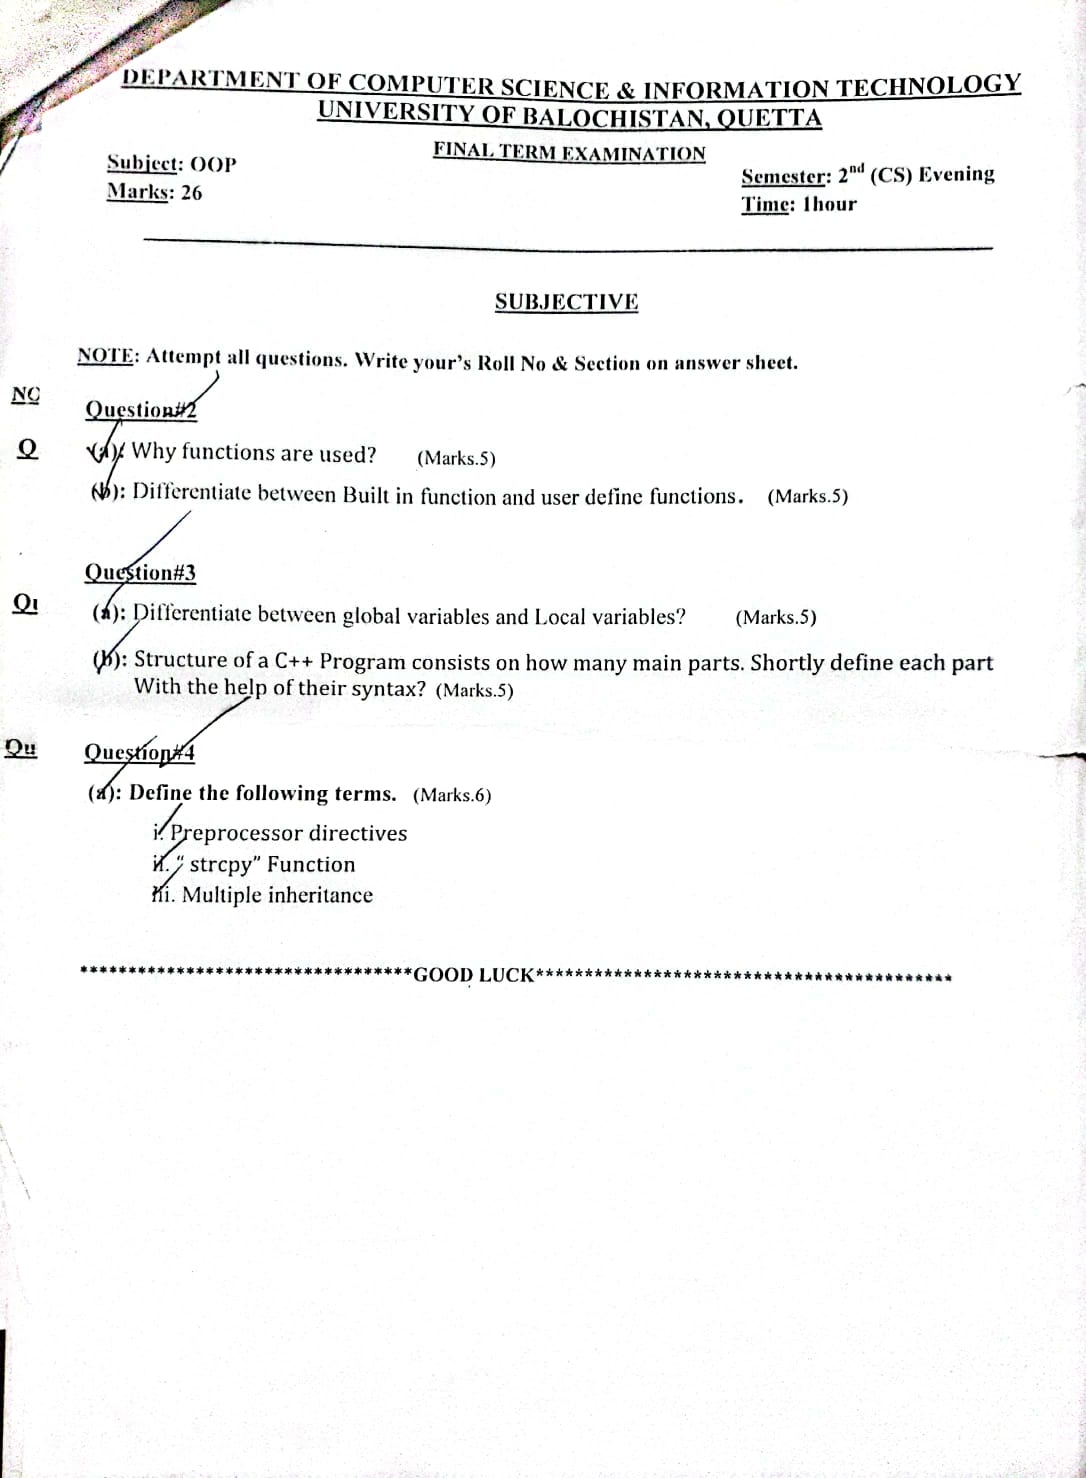 DEPARTMENT OF COMPUTER SCIENCE & INFORMATION TECHNOLOGY
UNIVERSITY OF BALOCHISTAN, QUETTA
FINAL TERM EXAMINATION
Subject: OOP
Marks: 26
Semester: 2nd (CS) Evening
Time: 1hour
SUBJECTIVE
NOTE: Attempt all questions. Write your's Roll No & Section on answer sheet.
Question#2
(a): Why functions are used? (Marks.5)
(b): Differentiate between Built in function and user define functions. (Marks.5)
Question#3
(a): Differentiate between global variables and Local variables? (Marks.5)
(b): Structure of a C++ Program consists on how many main parts. Shortly define each part
With the help of their syntax? (Marks.5)
Question#4
(a): Define the following terms. (Marks.6)
i. Preprocessor directives
ii. " strcpy" Function
iii. Multiple inheritance
**********************************GOOD LUCK******************************************